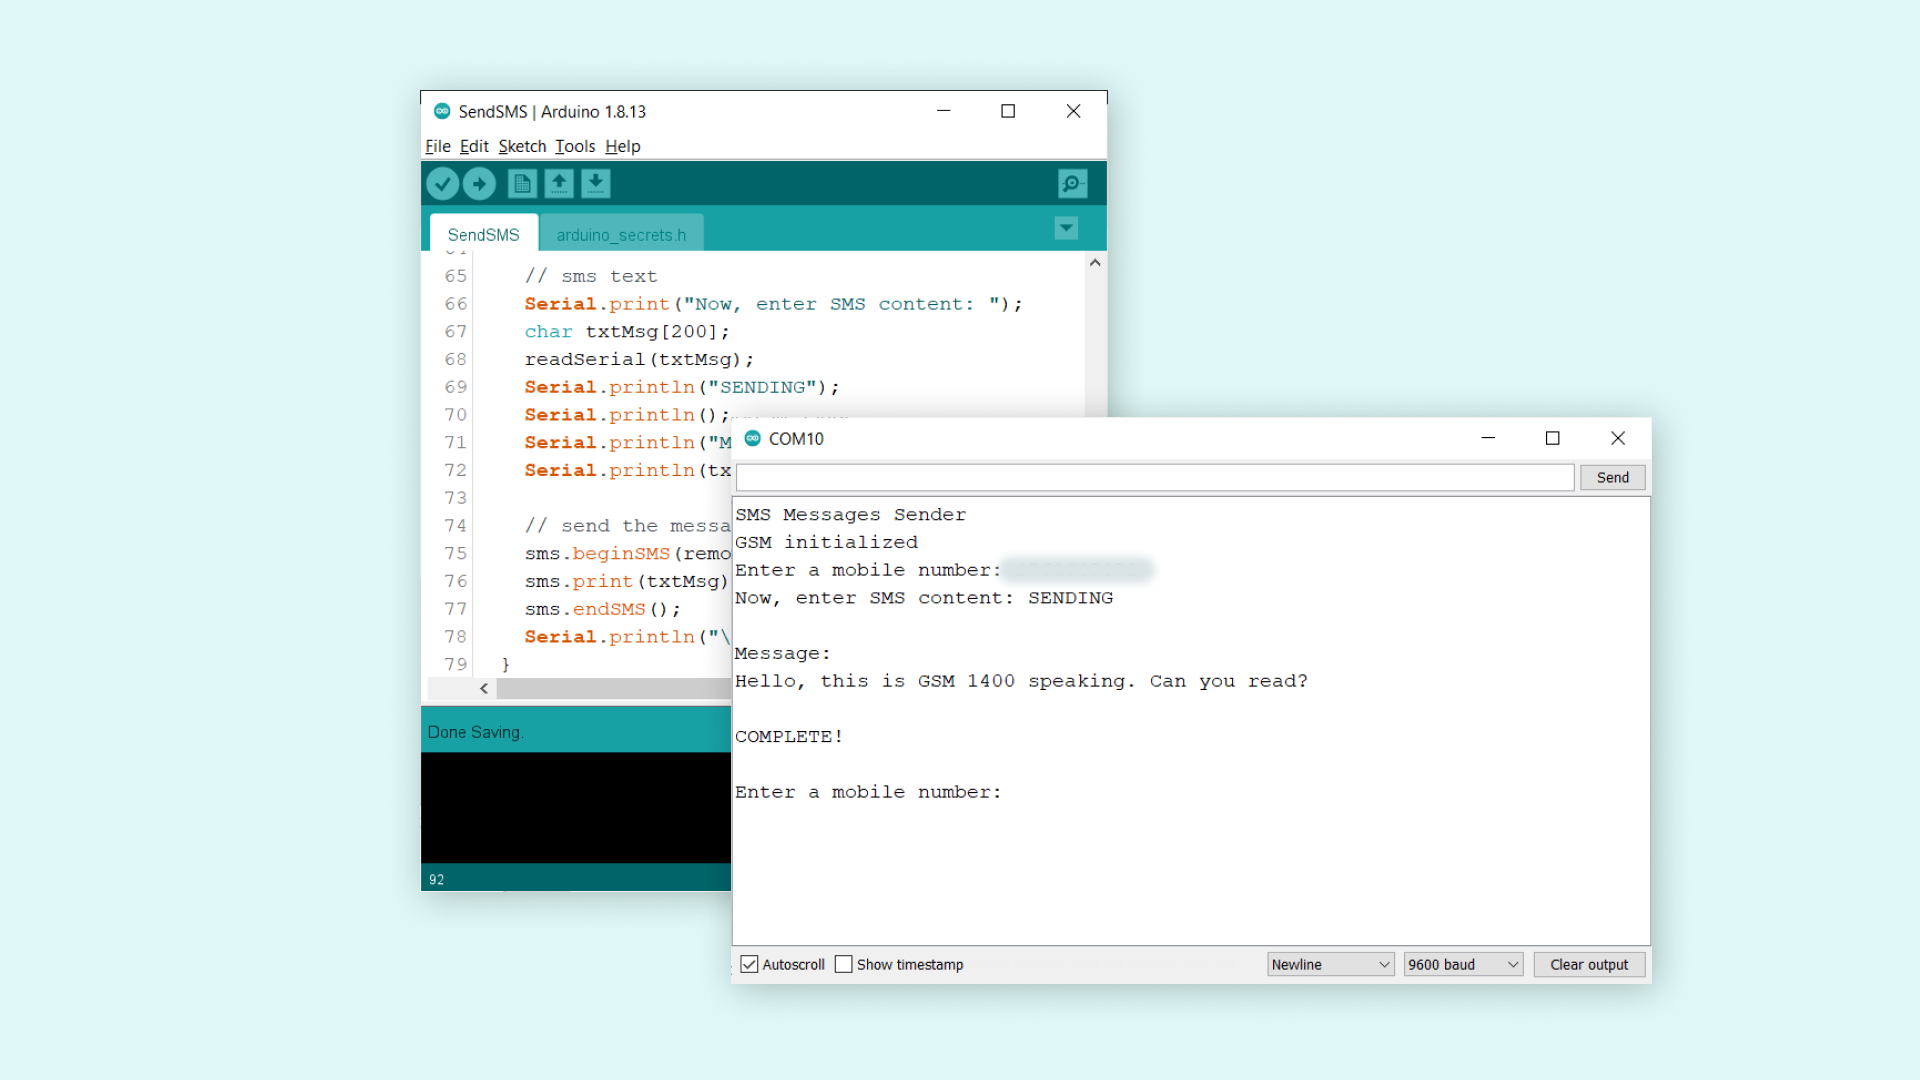 SendSMS | Arduino 1.8.13
File Edit Sketch Tools Help
SendSMS arduino_secrets.h
65 // sms text
66 Serial.print("Now, enter SMS content: ");
67 char txtMsg[200];
68 readSerial(txtMsg);
69 Serial.println("SENDING");
70 Serial.println();
71 Serial.println("M
72 Serial.println(tx
73
74 // send the messa
75 sms.beginSMS(remo
76 sms.print(txtMsg)
77 sms.endSMS();
78 Serial.println("\
79 }
Done Saving.
92
COM10
Send
SMS Messages Sender
GSM initialized
Enter a mobile number:
Now, enter SMS content: SENDING
Message:
Hello, this is GSM 1400 speaking. Can you read?
COMPLETE!
Enter a mobile number:
Autoscroll Show timestamp Newline 9600 baud Clear output